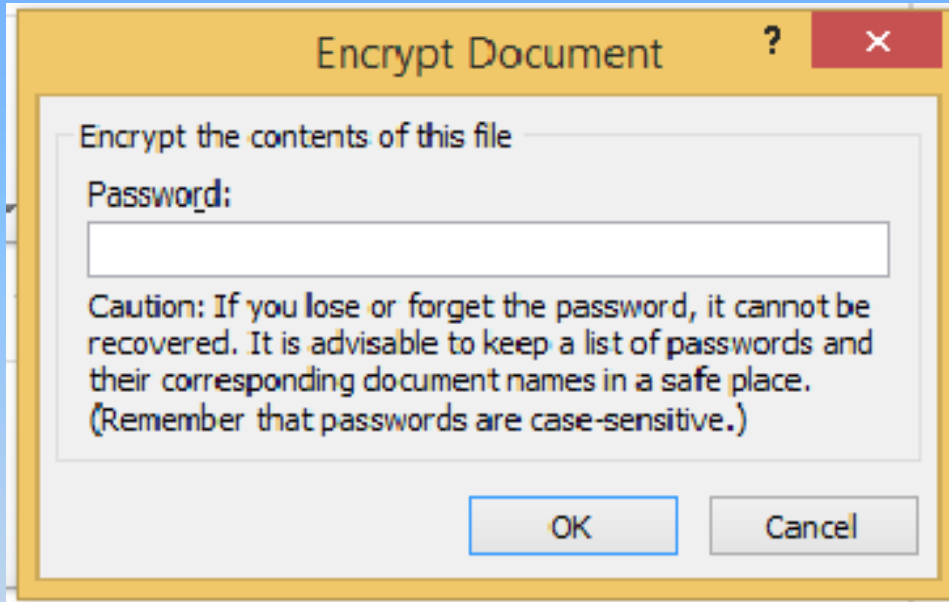 Encrypt Document ?
Encrypt the contents of this file
Password:
Caution: If you lose or forget the password, it cannot be
recovered. It is advisable to keep a list of passwords and
their corresponding document names in a safe place.
(Remember that passwords are case-sensitive.)
OK Cancel